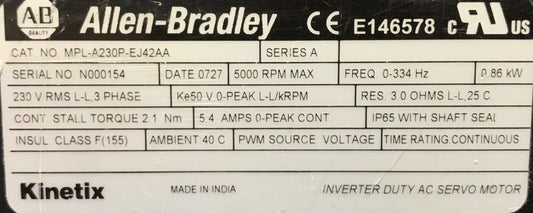 AB QUALITY Allen-Bradley CE E146578 c RU US
CAT. NO. MPL-A230P-EJ42AA SERIES A
SERIAL NO. N000154 DATE 0727 5000 RPM MAX FREQ. 0-334 Hz 0.86 kW
230 V RMS L-L,3 PHASE Ke50 V 0-PEAK L-L/kRPM RES. 3.0 OHMS L-L,25 C
CONT. STALL TORQUE 2.1 Nm 5.4 AMPS 0-PEAK CONT. IP65 WITH SHAFT SEAL
INSUL. CLASS F(155) AMBIENT 40 C PWM SOURCE VOLTAGE TIME RATING CONTINUOUS
Kinetix MADE IN INDIA INVERTER DUTY AC SERVO MOTOR